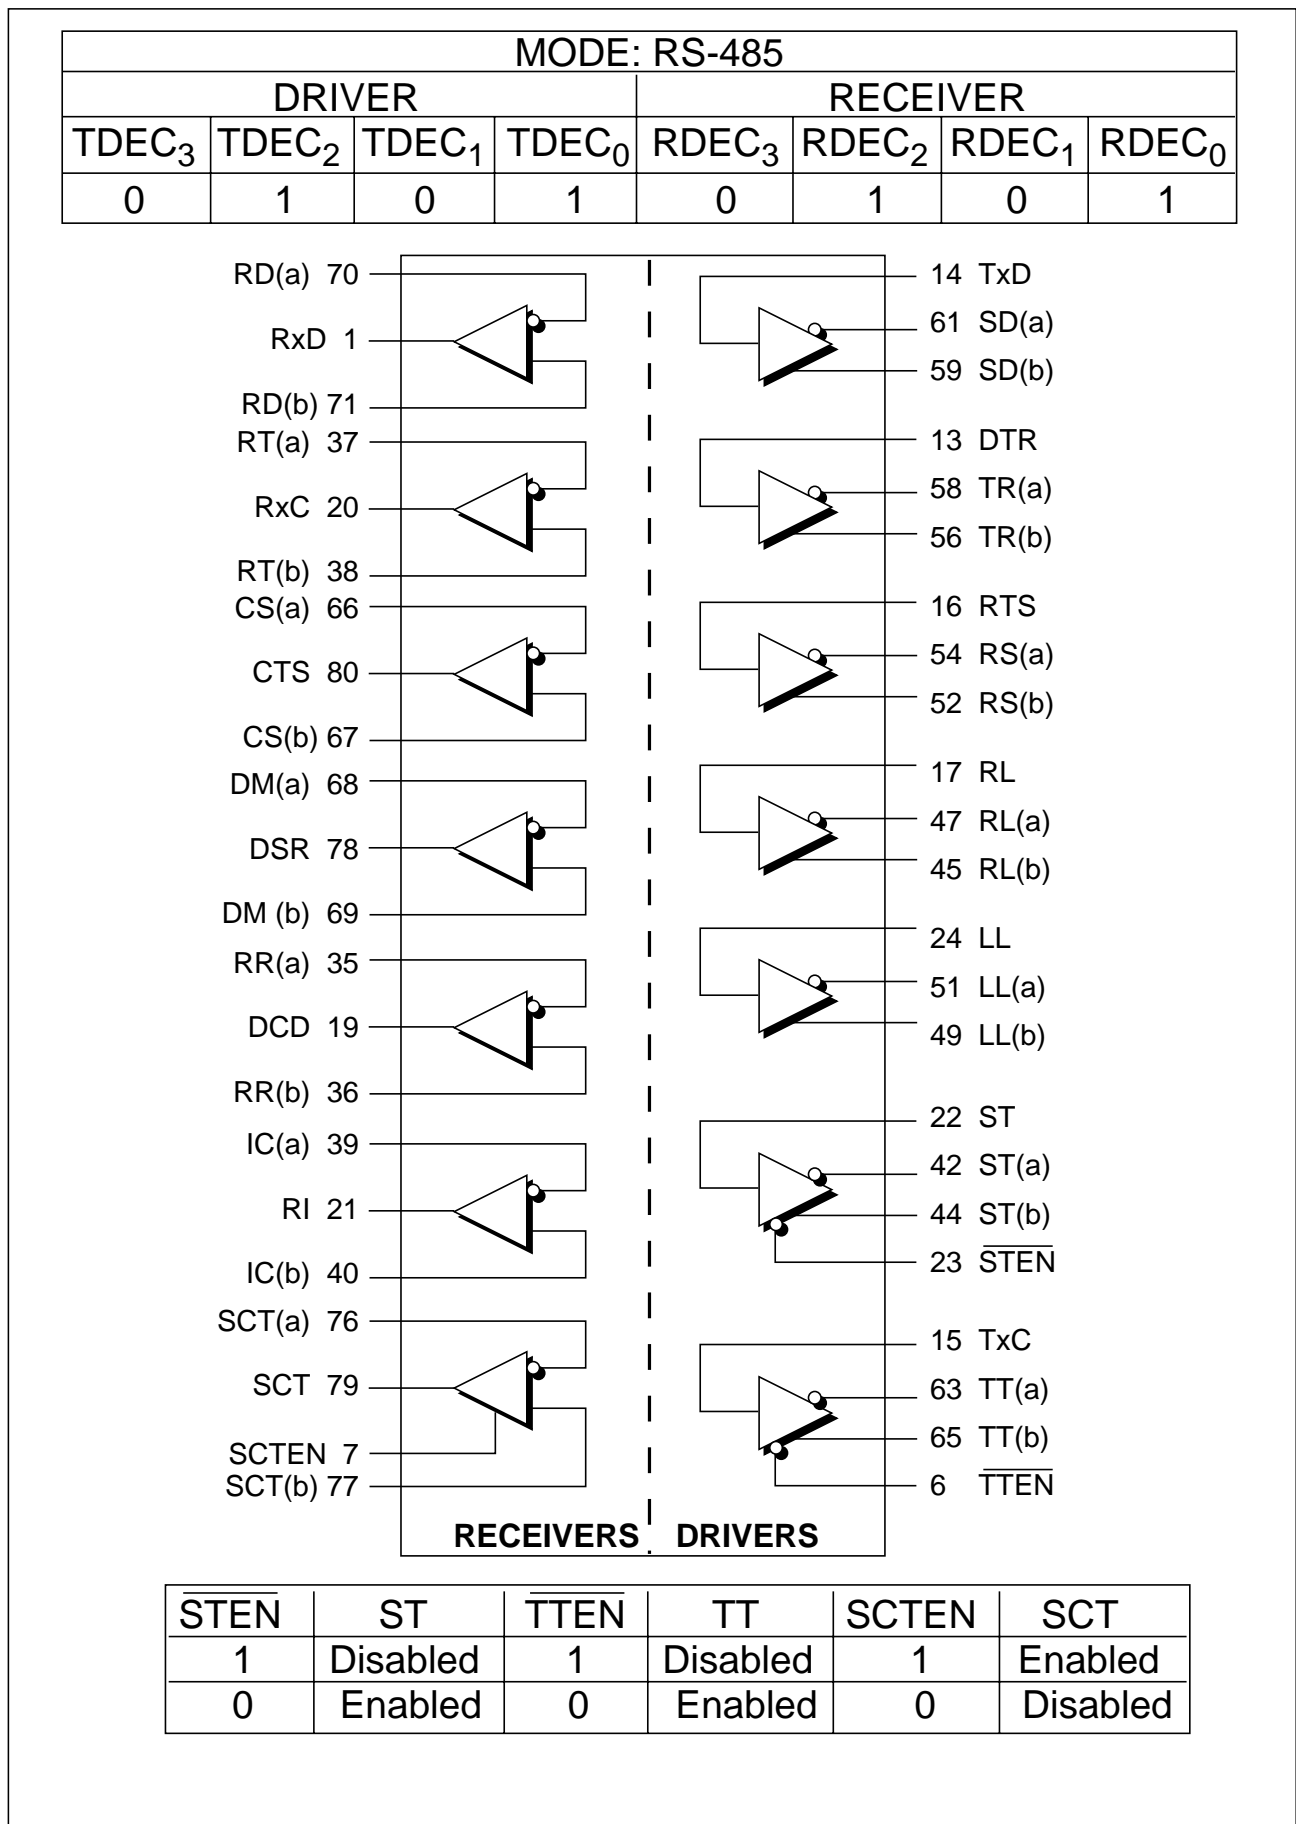 MODE: RS-485
DRIVER RECEIVER
TDEC3 TDEC2 TDEC1 TDEC0 RDEC3 RDEC2 RDEC1 RDEC0
0 1 0 1 0 1 0 1
RD(a) 70
RxD 1
RD(b) 71
RT(a) 37
RxC 20
RT(b) 38
CS(a) 66
CTS 80
CS(b) 67
DM(a) 68
DSR 78
DM (b) 69
RR(a) 35
DCD 19
RR(b) 36
IC(a) 39
RI 21
IC(b) 40
SCT(a) 76
SCT 79
SCTEN 7
SCT(b) 77
14 TxD
61 SD(a)
59 SD(b)
13 DTR
58 TR(a)
56 TR(b)
16 RTS
54 RS(a)
52 RS(b)
17 RL
47 RL(a)
45 RL(b)
24 LL
51 LL(a)
49 LL(b)
22 ST
42 ST(a)
44 ST(b)
23 S̅T̅E̅N̅
15 TxC
63 TT(a)
65 TT(b)
6 T̅T̅E̅N̅
RECEIVERS DRIVERS
S̅T̅E̅N̅ ST T̅T̅E̅N̅ TT SCTEN SCT
1 Disabled 1 Disabled 1 Enabled
0 Enabled 0 Enabled 0 Disabled